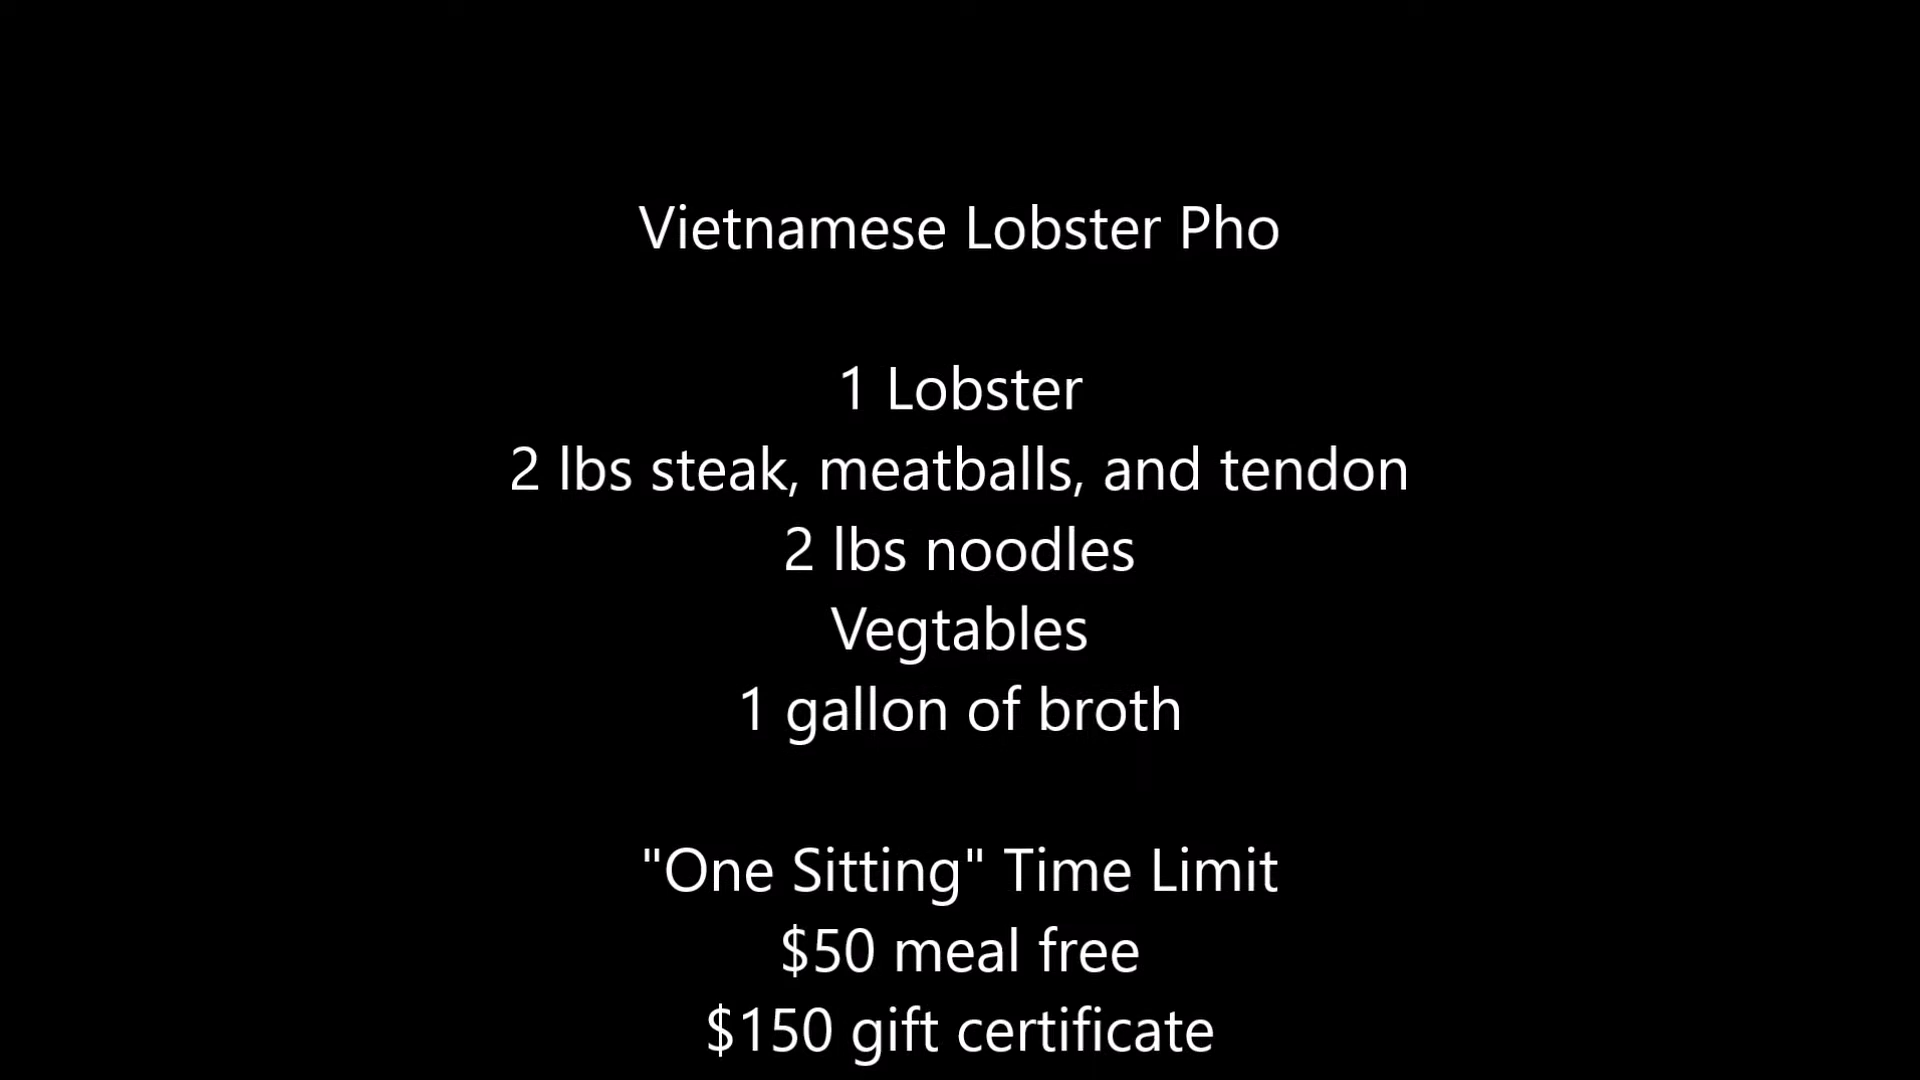 Vietnamese Lobster Pho
1 Lobster
2 lbs steak, meatballs, and tendon
2 lbs noodles
Vegtables
1 gallon of broth
"One Sitting" Time Limit
$50 meal free
$150 gift certificate